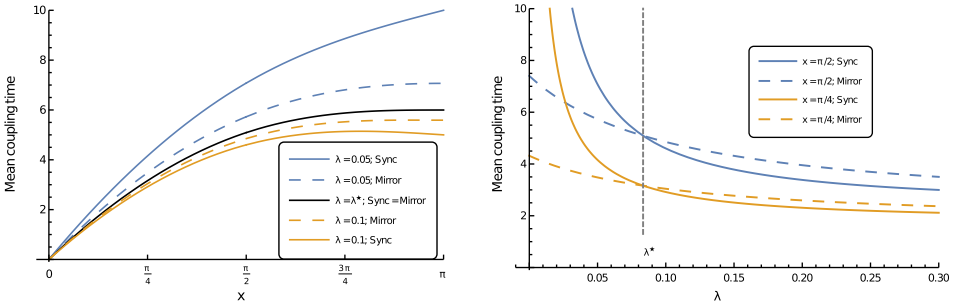 Mean coupling time
10
8
6
4
2
0
π/4
π/2
3π/4
π
x
λ = 0.05; Sync
λ = 0.05; Mirror
λ = λ★; Sync = Mirror
λ = 0.1; Mirror
λ = 0.1; Sync
Mean coupling time
10
8
6
4
2
0.05
0.10
0.15
0.20
0.25
0.30
λ★
λ
x = π/2; Sync
x = π/2; Mirror
x = π/4; Sync
x = π/4; Mirror